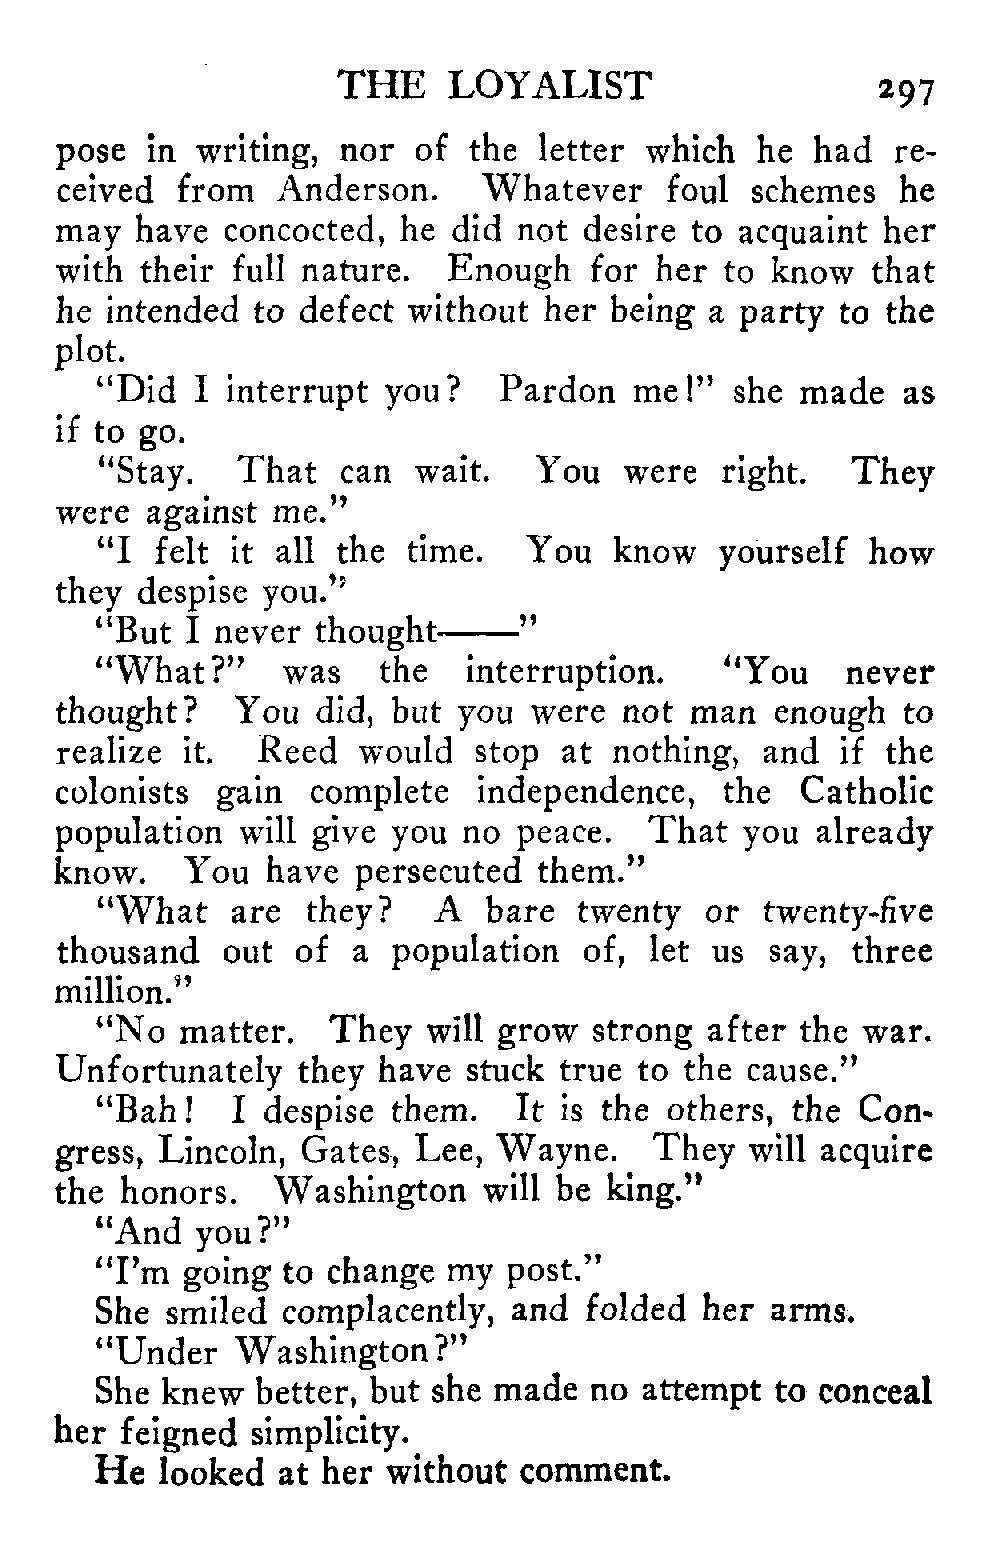 THE LOYALIST 297
pose in writing, nor of the letter which he had re-
ceived from Anderson. Whatever foul schemes he
may have concocted, he did not desire to acquaint her
with their full nature. Enough for her to know that
he intended to defect without her being a party to the
plot.
"Did I interrupt you? Pardon me!" she made as
if to go.
"Stay. That can wait. You were right. They
were against me."
"I felt it all the time. You know yourself how
they despise you."
"But I never thought——"
"What?" was the interruption. "You never
thought? You did, but you were not man enough to
realize it. Reed would stop at nothing, and if the
colonists gain complete independence, the Catholic
population will give you no peace. That you already
know. You have persecuted them."
"What are they? A bare twenty or twenty-five
thousand out of a population of, let us say, three
million."
"No matter. They will grow strong after the war.
Unfortunately they have stuck true to the cause."
"Bah! I despise them. It is the others, the Con-
gress, Lincoln, Gates, Lee, Wayne. They will acquire
the honors. Washington will be king."
"And you?"
"I'm going to change my post."
She smiled complacently, and folded her arms.
"Under Washington?"
She knew better, but she made no attempt to conceal
her feigned simplicity.
He looked at her without comment.